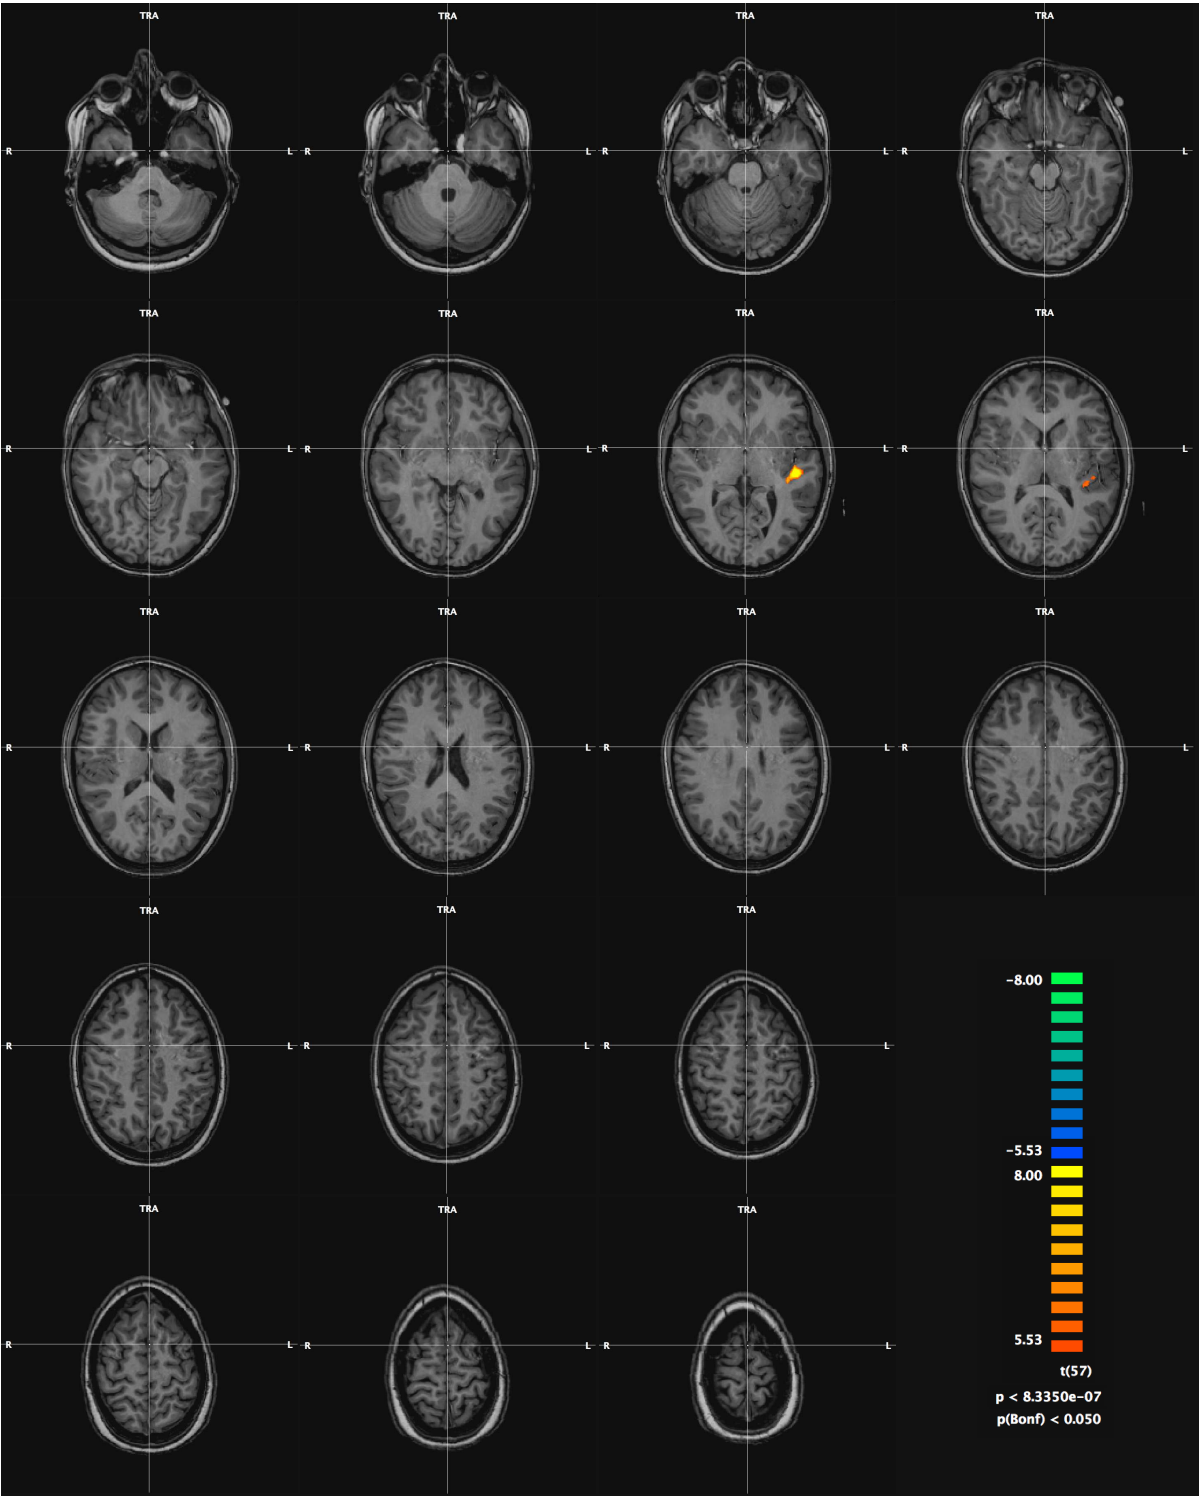 TRA TRA TRA TRA
R L R L R L R L
TRA TRA TRA TRA
R L R L R L R L
TRA TRA TRA TRA
R L R L R L R L
TRA TRA TRA
R L R L R L
TRA TRA TRA
R L R L R L
−8.00
−5.53
8.00
5.53
t(57)
p < 8.3350e−07
p(Bonf) < 0.050